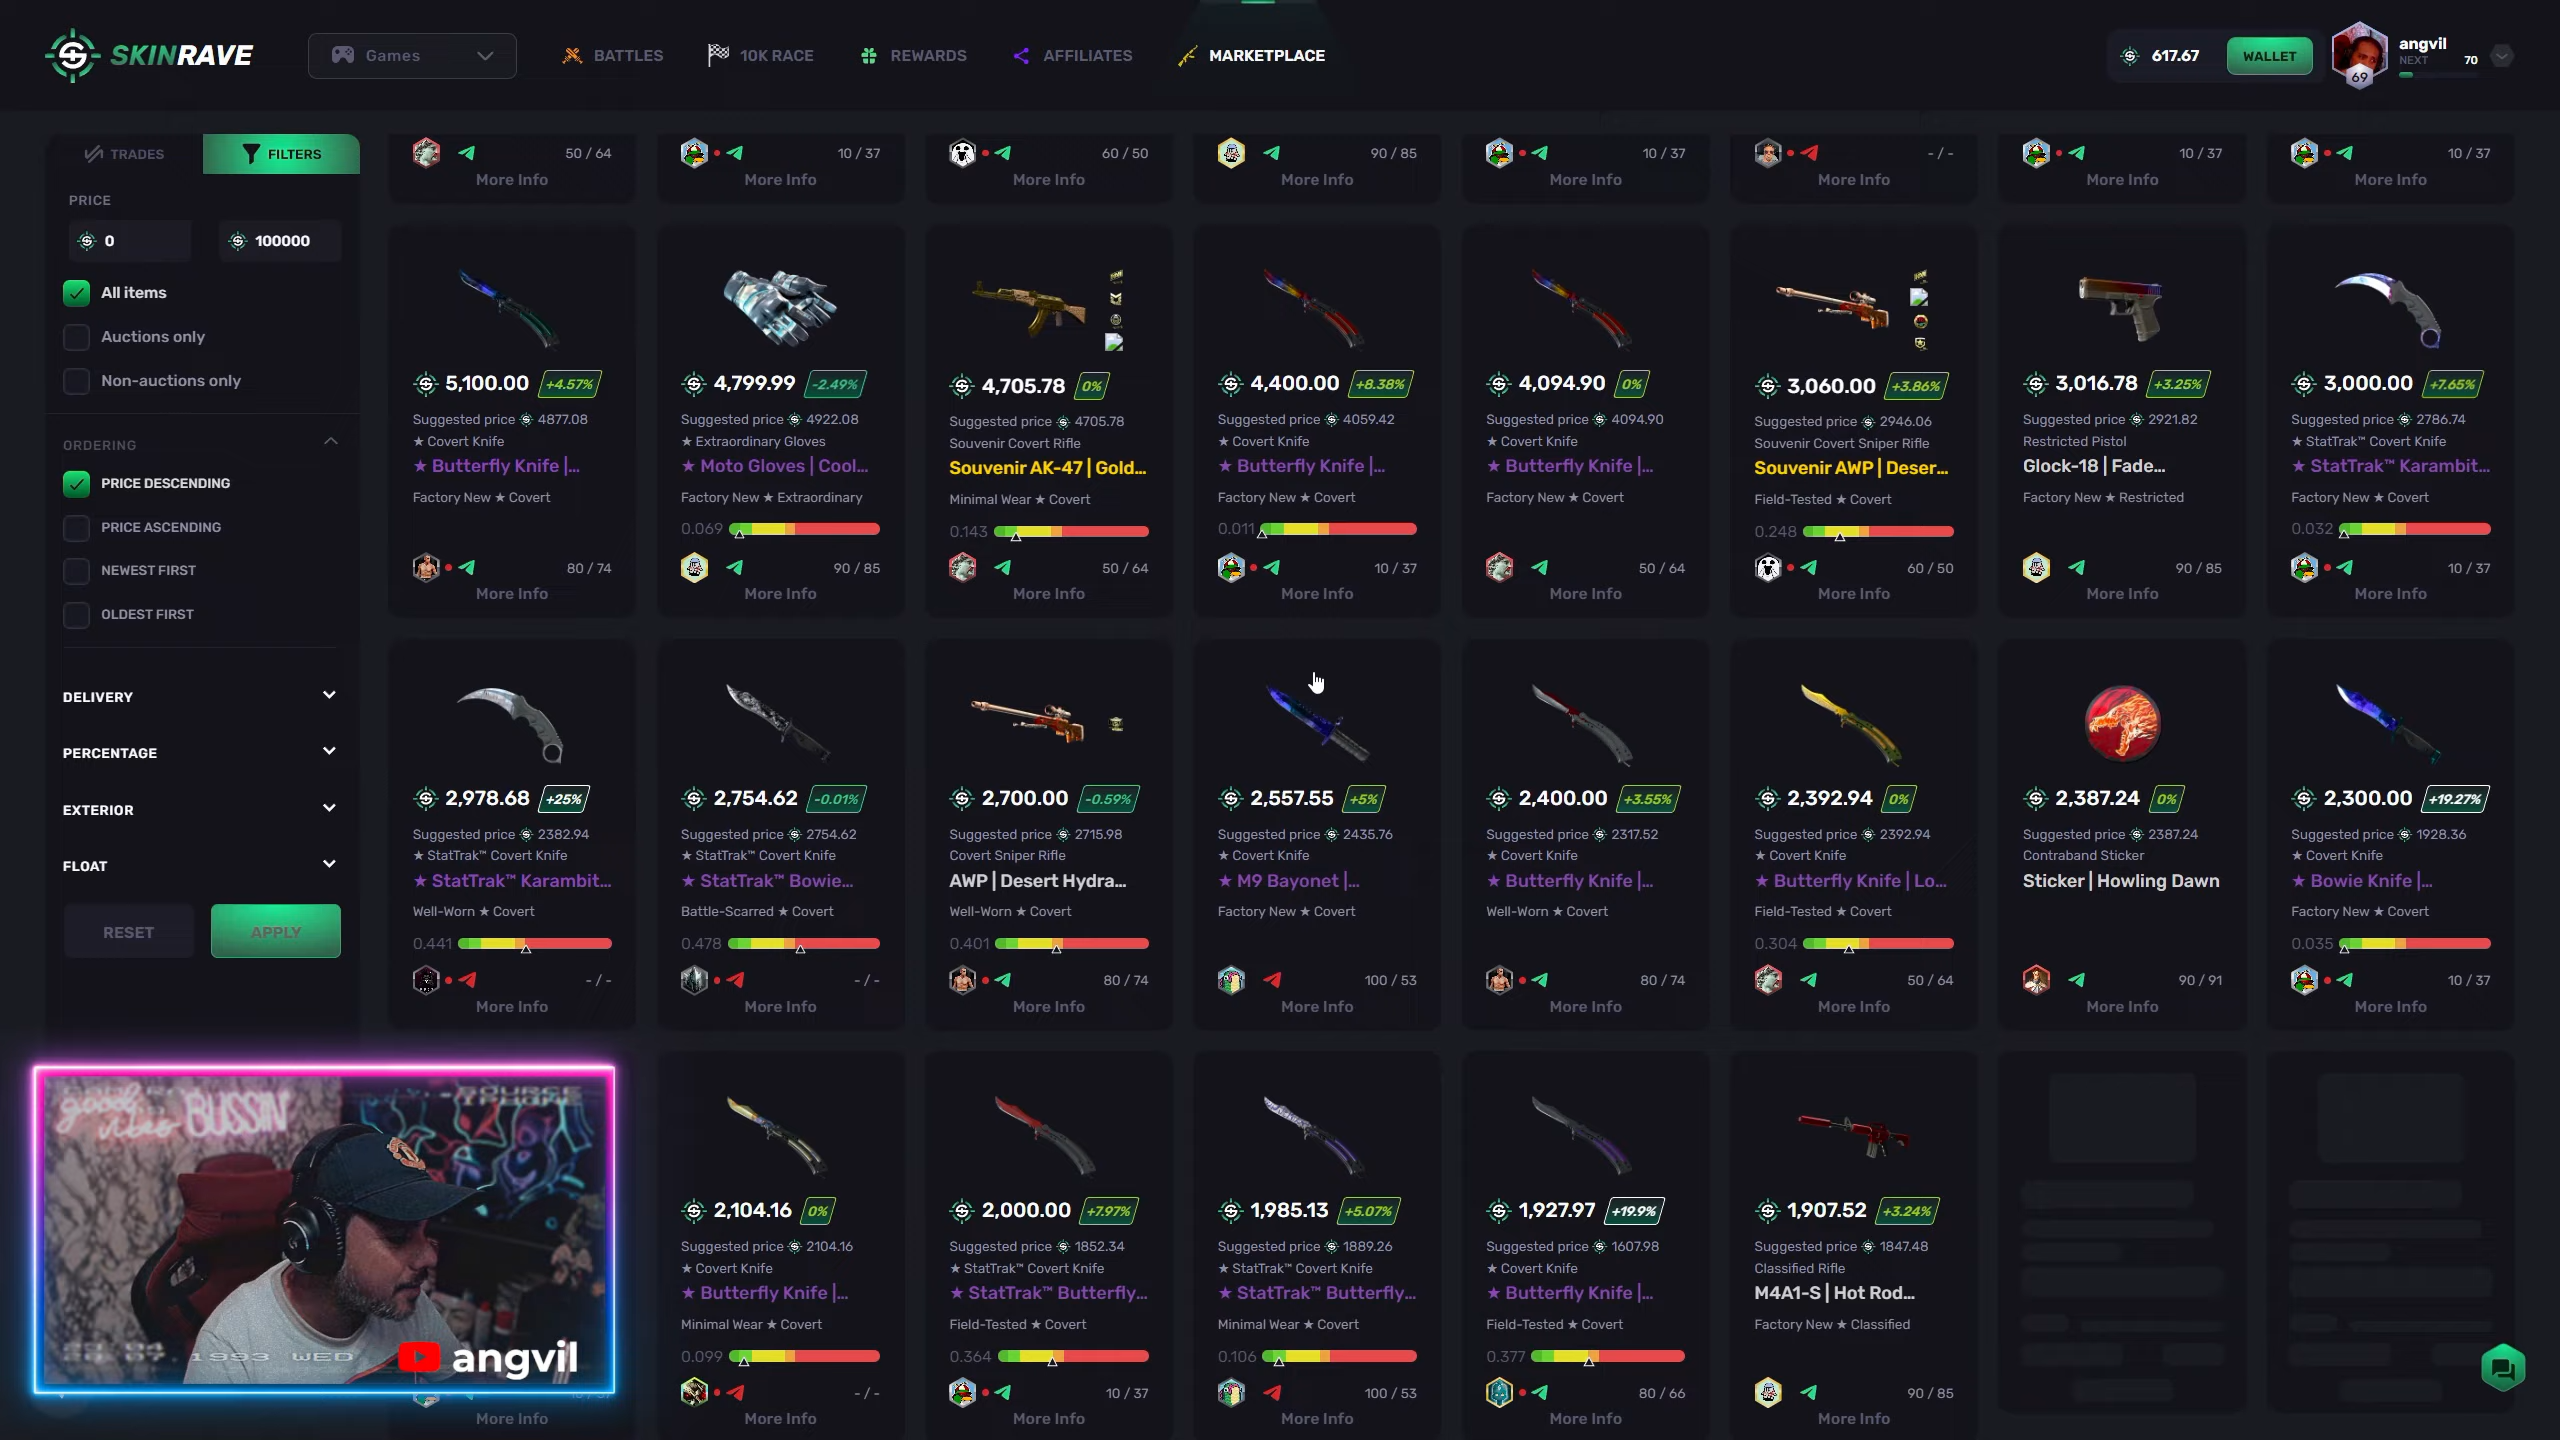 SKINRAVE
Games
BATTLES
10K RACE
REWARDS
AFFILIATES
MARKETPLACE
617.67
WALLET
angvil
NEXT 70
69
TRADES
FILTERS
PRICE
0
100000
All items
Auctions only
Non-auctions only
ORDERING
PRICE DESCENDING
PRICE ASCENDING
NEWEST FIRST
OLDEST FIRST
DELIVERY
PERCENTAGE
EXTERIOR
FLOAT
RESET
APPLY
50 / 64
More Info
10 / 37
More Info
60 / 50
More Info
90 / 85
More Info
10 / 37
More Info
- / -
More Info
10 / 37
More Info
10 / 37
More Info
5,100.00 +4.57%
Suggested price 4877.08
★ Covert Knife
★ Butterfly Knife |...
Factory New ★ Covert
80 / 74
More Info
4,799.99 -2.49%
Suggested price 4922.08
★ Extraordinary Gloves
★ Moto Gloves | Cool...
Factory New ★ Extraordinary
0.069
90 / 85
More Info
4,705.78 0%
Suggested price 4705.78
Souvenir Covert Rifle
Souvenir AK-47 | Gold...
Minimal Wear ★ Covert
0.143
50 / 64
More Info
4,400.00 +8.38%
Suggested price 4059.42
★ Covert Knife
★ Butterfly Knife |...
Factory New ★ Covert
0.011
10 / 37
More Info
4,094.90 0%
Suggested price 4094.90
★ Covert Knife
★ Butterfly Knife |...
Factory New ★ Covert
50 / 64
More Info
3,060.00 +3.86%
Suggested price 2946.06
Souvenir Covert Sniper Rifle
Souvenir AWP | Deser...
Field-Tested ★ Covert
0.248
60 / 50
More Info
3,016.78 +3.25%
Suggested price 2921.82
Restricted Pistol
Glock-18 | Fade...
Factory New ★ Restricted
90 / 85
More Info
3,000.00 +7.65%
Suggested price 2786.74
★ StatTrak™ Covert Knife
★ StatTrak™ Karambit...
Factory New ★ Covert
0.032
10 / 37
More Info
2,978.68 +25%
Suggested price 2382.94
★ StatTrak™ Covert Knife
★ StatTrak™ Karambit...
Well-Worn ★ Covert
0.441
- / -
More Info
2,754.62 -0.01%
Suggested price 2754.62
★ StatTrak™ Covert Knife
★ StatTrak™ Bowie...
Battle-Scarred ★ Covert
0.478
- / -
More Info
2,700.00 -0.59%
Suggested price 2715.98
Covert Sniper Rifle
AWP | Desert Hydra...
Well-Worn ★ Covert
0.401
80 / 74
More Info
2,557.55 +5%
Suggested price 2435.76
★ Covert Knife
★ M9 Bayonet |...
Factory New ★ Covert
100 / 53
More Info
2,400.00 +3.55%
Suggested price 2317.52
★ Covert Knife
★ Butterfly Knife |...
Well-Worn ★ Covert
80 / 74
More Info
2,392.94 0%
Suggested price 2392.94
★ Covert Knife
★ Butterfly Knife | Lo...
Field-Tested ★ Covert
0.304
50 / 64
More Info
2,387.24 0%
Suggested price 2387.24
Contraband Sticker
Sticker | Howling Dawn
90 / 91
More Info
2,300.00 +19.27%
Suggested price 1928.36
★ Covert Knife
★ Bowie Knife |...
Factory New ★ Covert
0.035
10 / 37
More Info
good
vibes
BUSSIN'
1993 WED
angvil
More Info
2,104.16 0%
Suggested price 2104.16
★ Covert Knife
★ Butterfly Knife |...
Minimal Wear ★ Covert
0.099
- / -
More Info
2,000.00 +7.97%
Suggested price 1852.34
★ StatTrak™ Covert Knife
★ StatTrak™ Butterfly...
Field-Tested ★ Covert
0.364
10 / 37
More Info
1,985.13 +5.07%
Suggested price 1889.26
★ StatTrak™ Covert Knife
★ StatTrak™ Butterfly...
Minimal Wear ★ Covert
0.106
100 / 53
More Info
1,927.97 +19.9%
Suggested price 1607.98
★ Covert Knife
★ Butterfly Knife |...
Field-Tested ★ Covert
0.377
80 / 66
More Info
1,907.52 +3.24%
Suggested price 1847.48
Classified Rifle
M4A1-S | Hot Rod...
Factory New ★ Classified
90 / 85
More Info